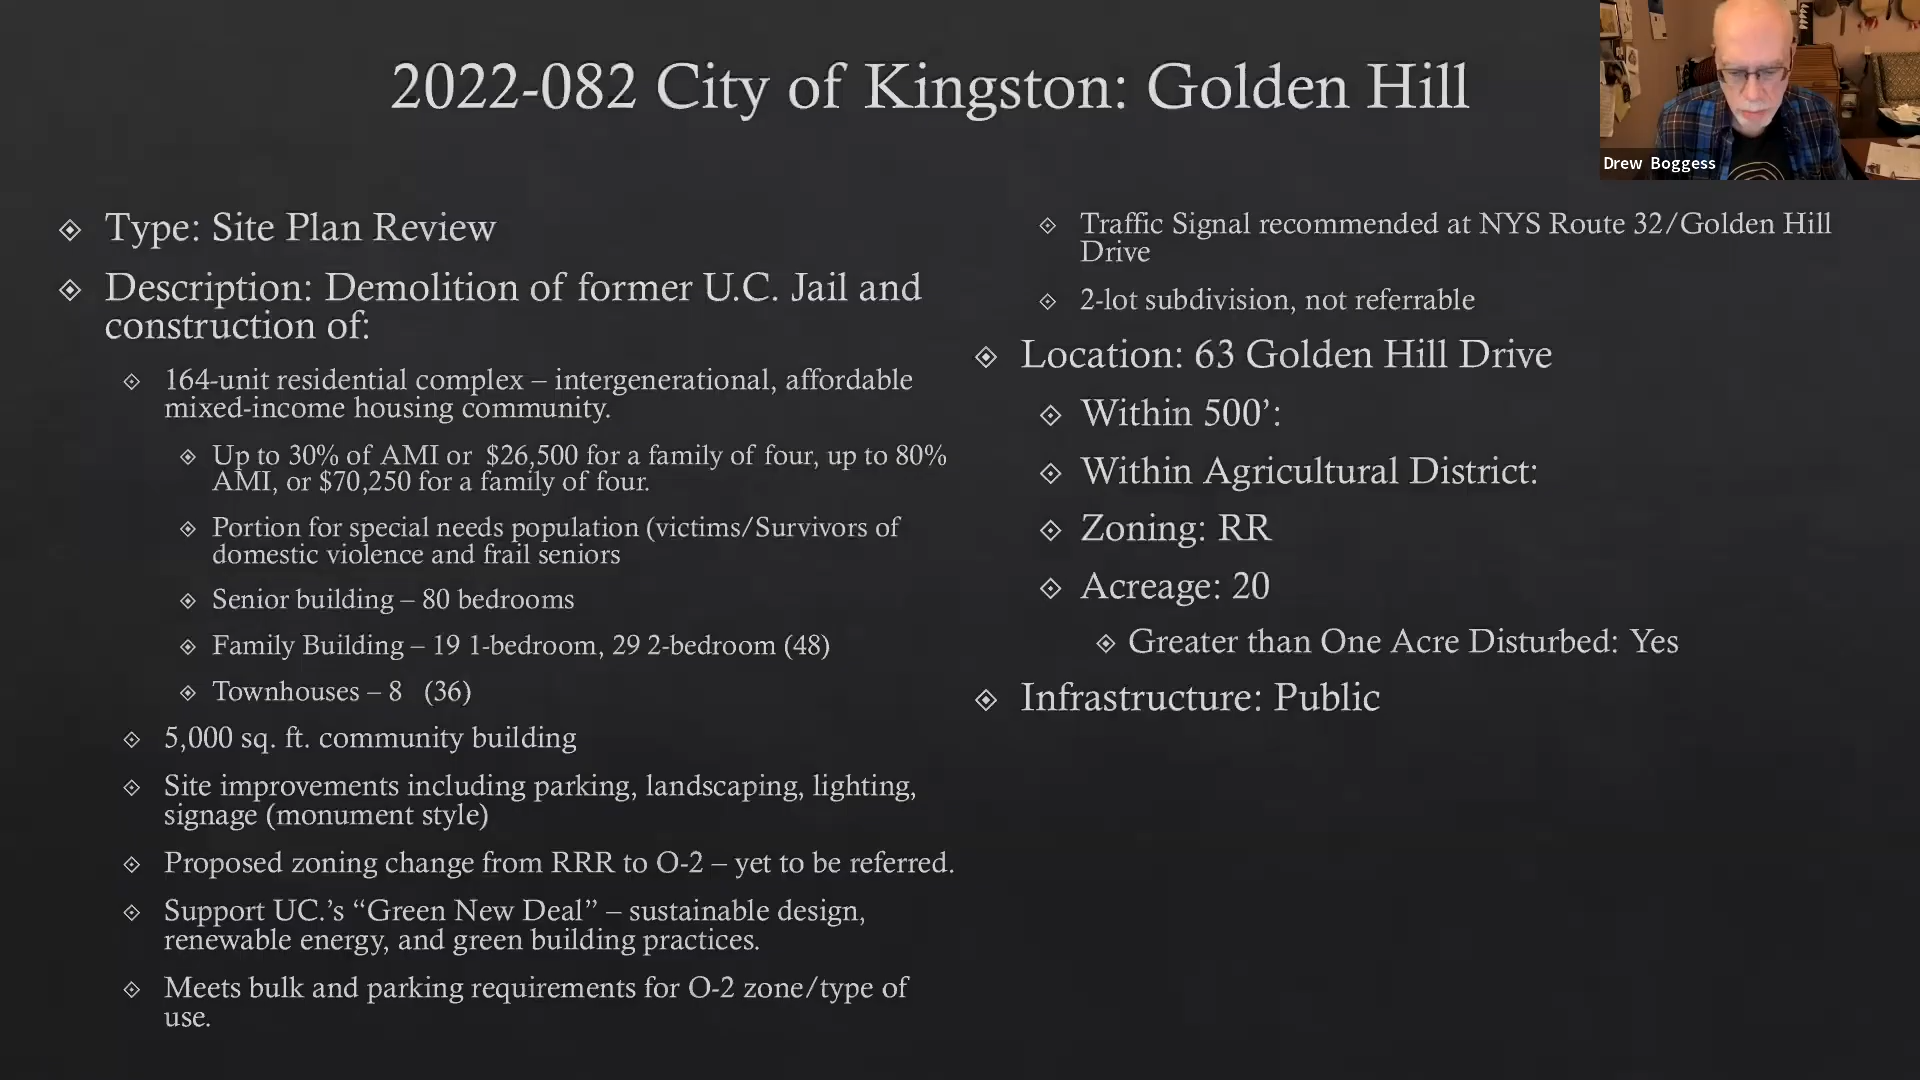 2022-082 City of Kingston: Golden Hill
Drew Boggess
Type: Site Plan Review
Description: Demolition of former U.C. Jail and
construction of:
164-unit residential complex – intergenerational, affordable
mixed-income housing community.
Up to 30% of AMI or $26,500 for a family of four, up to 80%
AMI, or $70,250 for a family of four.
Portion for special needs population (victims/Survivors of
domestic violence and frail seniors
Senior building – 80 bedrooms
Family Building – 19 1-bedroom, 29 2-bedroom (48)
Townhouses – 8 (36)
5,000 sq. ft. community building
Site improvements including parking, landscaping, lighting,
signage (monument style)
Proposed zoning change from RRR to O-2 – yet to be referred.
Support UC.’s “Green New Deal” – sustainable design,
renewable energy, and green building practices.
Meets bulk and parking requirements for O-2 zone/type of
use.
Traffic Signal recommended at NYS Route 32/Golden Hill
Drive
2-lot subdivision, not referrable
Location: 63 Golden Hill Drive
Within 500’:
Within Agricultural District:
Zoning: RR
Acreage: 20
Greater than One Acre Disturbed: Yes
Infrastructure: Public